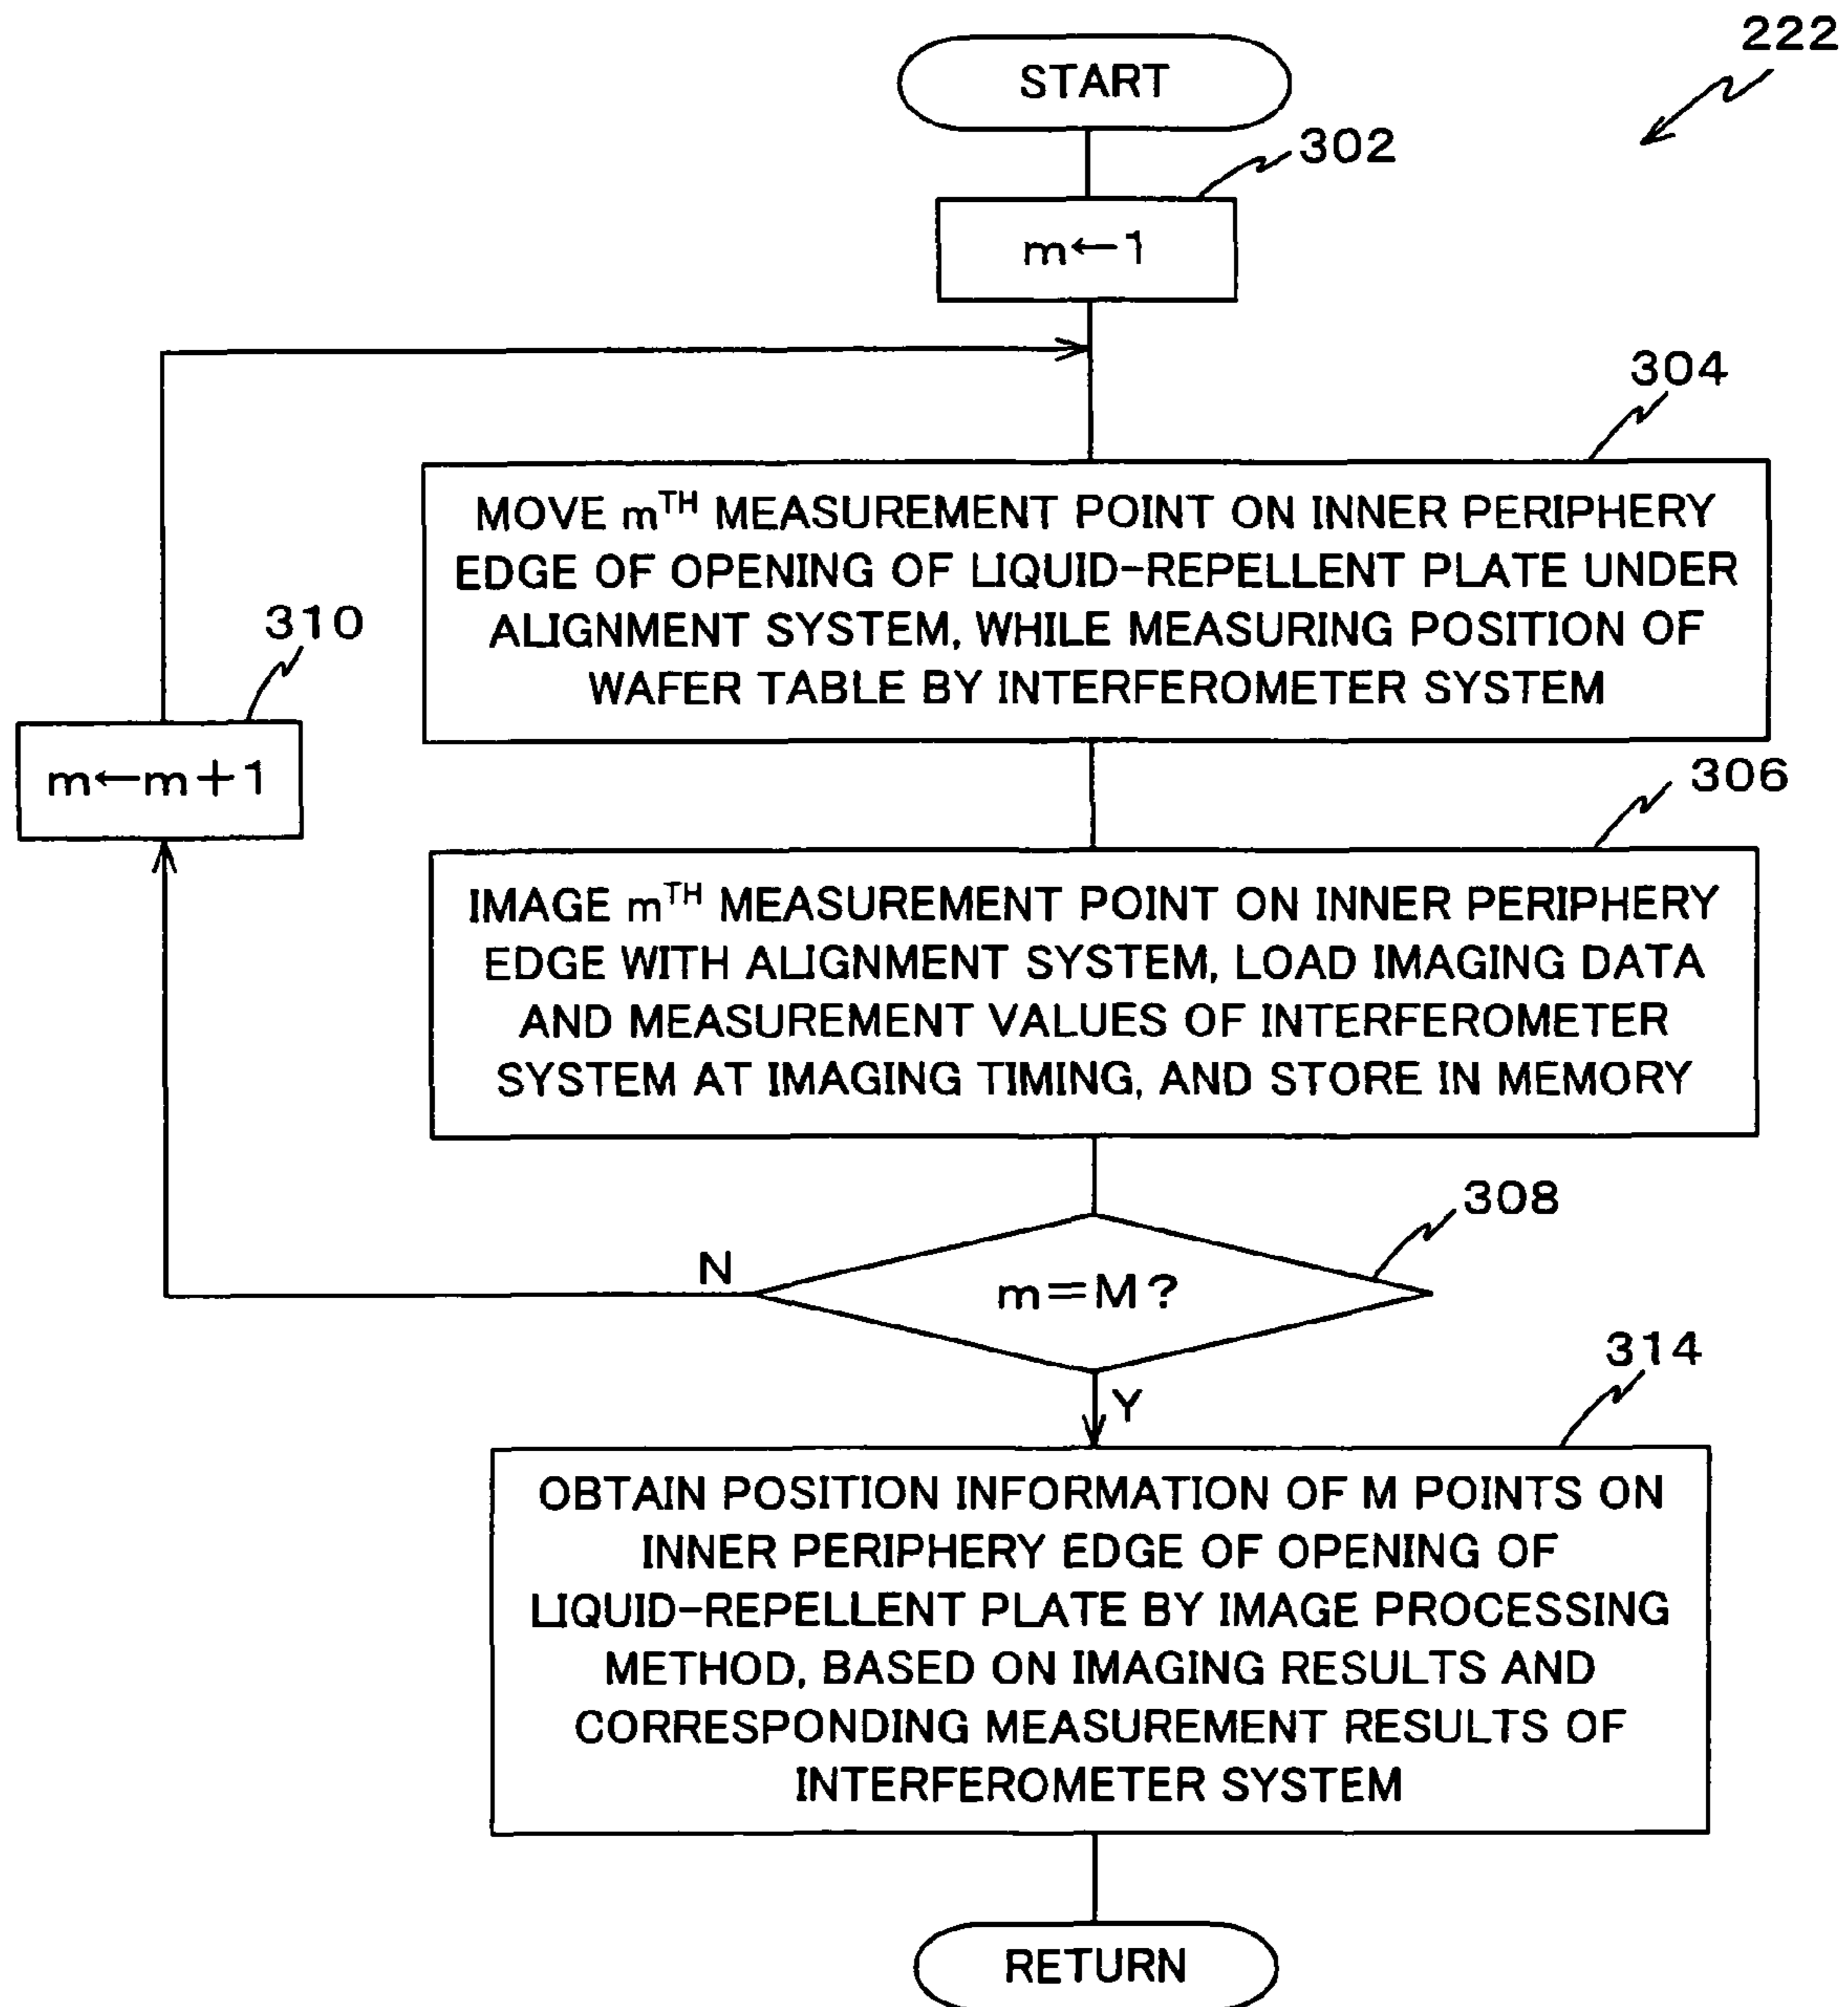 222
START
302
m←1
304
MOVE mTH MEASUREMENT POINT ON INNER PERIPHERY
EDGE OF OPENING OF LIQUID-REPELLENT PLATE UNDER
ALIGNMENT SYSTEM, WHILE MEASURING POSITION OF
WAFER TABLE BY INTERFEROMETER SYSTEM
310
m←m+1
306
IMAGE mTH MEASUREMENT POINT ON INNER PERIPHERY
EDGE WITH ALIGNMENT SYSTEM, LOAD IMAGING DATA
AND MEASUREMENT VALUES OF INTERFEROMETER
SYSTEM AT IMAGING TIMING, AND STORE IN MEMORY
308
N
m=M?
Y
314
OBTAIN POSITION INFORMATION OF M POINTS ON
INNER PERIPHERY EDGE OF OPENING OF
LIQUID-REPELLENT PLATE BY IMAGE PROCESSING
METHOD, BASED ON IMAGING RESULTS AND
CORRESPONDING MEASUREMENT RESULTS OF
INTERFEROMETER SYSTEM
RETURN